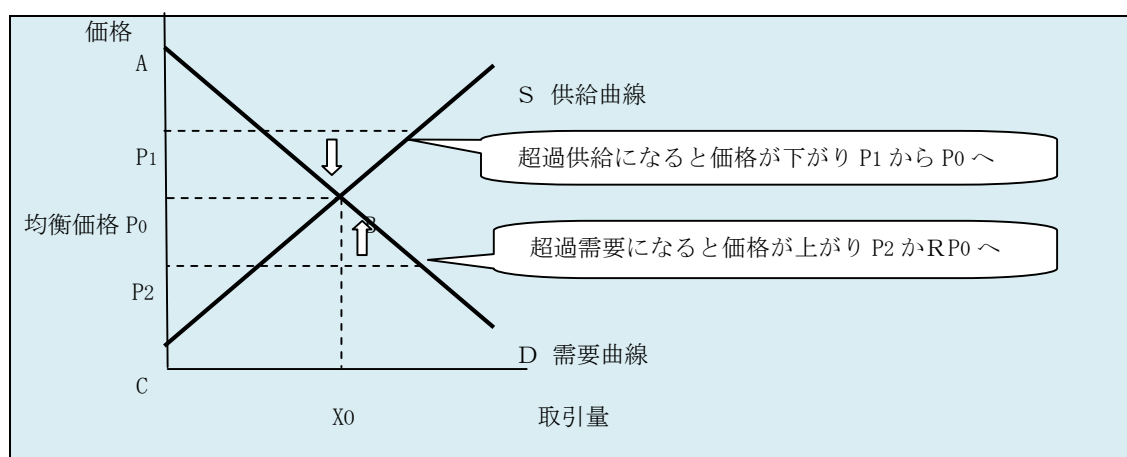 価格
A
S 供給曲線
P1
超過供給になると価格が下がり P1 から P0 へ
均衡価格 P0
超過需要になると価格が上がり P2 かRP0 へ
P2
D 需要曲線
C
X0
取引量